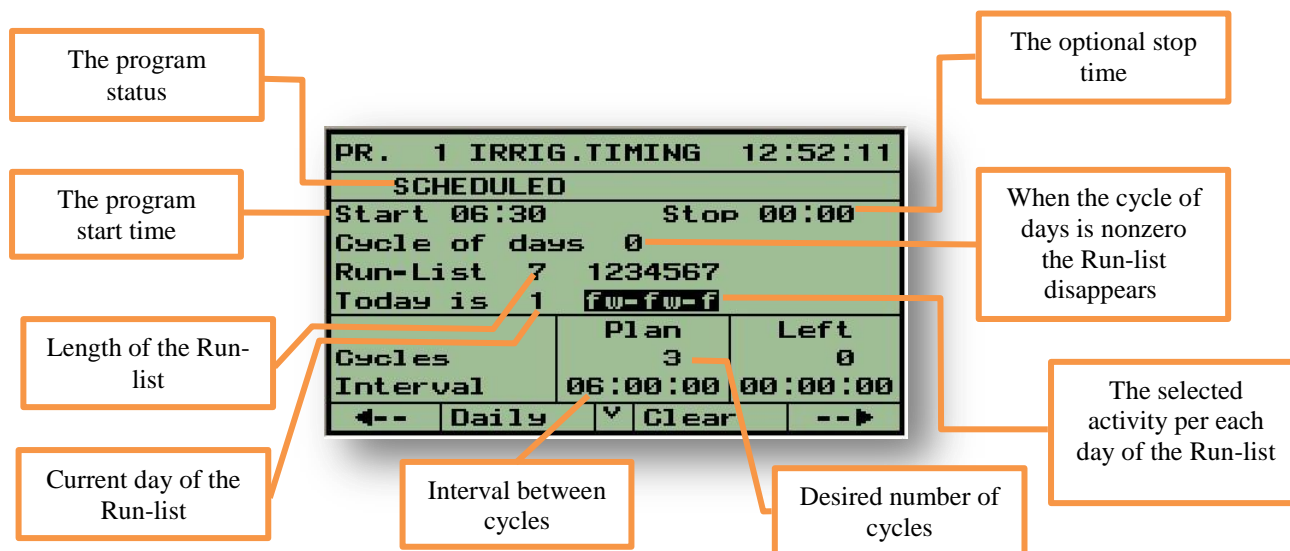 The program
status
The optional stop
time
PR. 1 IRRIG.TIMING 12:52:11
SCHEDULED
The program
start time
Start 06:30 Stop 00:00
When the cycle of
days is nonzero
the Run-list
disappears
Cycle of days 0
Run-List 7 1234567
Today is 1 fw-fw-f
Length of the Run-
list
Plan Left
Cycles 3 0
Interval 06:00:00 00:00:00
The selected
activity per each
day of the Run-list
◄-- Daily ˅ Clear --►
Current day of the
Run-list
Interval between
cycles
Desired number of
cycles